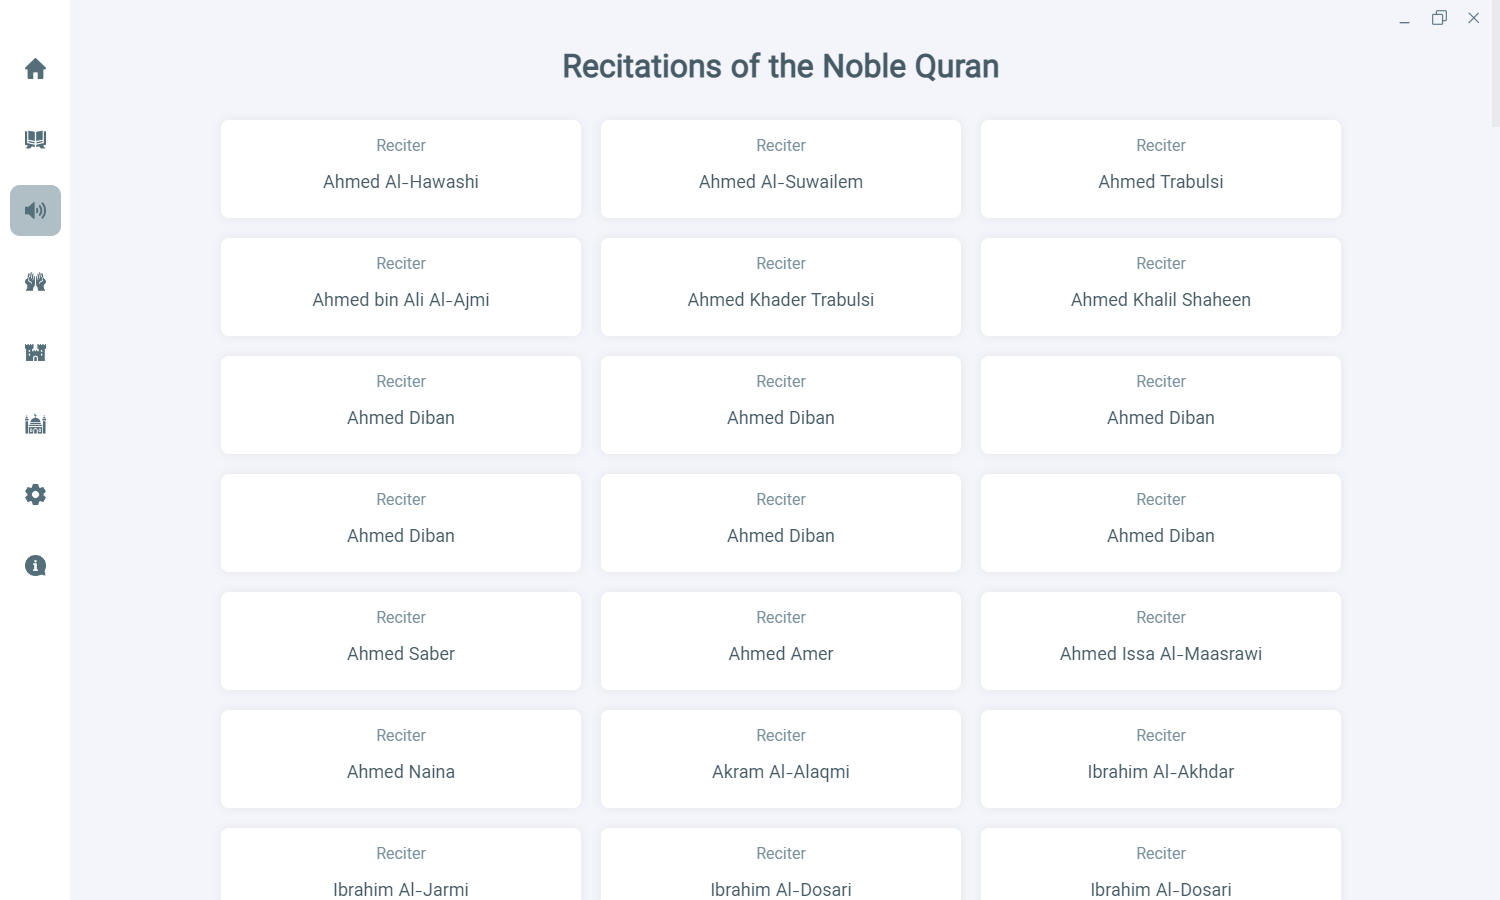 Recitations of the Noble Quran
Reciter
Ahmed Al-Hawashi
Reciter
Ahmed Al-Suwailem
Reciter
Ahmed Trabulsi
Reciter
Ahmed bin Ali Al-Ajmi
Reciter
Ahmed Khader Trabulsi
Reciter
Ahmed Khalil Shaheen
Reciter
Ahmed Diban
Reciter
Ahmed Diban
Reciter
Ahmed Diban
Reciter
Ahmed Diban
Reciter
Ahmed Diban
Reciter
Ahmed Diban
Reciter
Ahmed Saber
Reciter
Ahmed Amer
Reciter
Ahmed Issa Al-Maasrawi
Reciter
Ahmed Naina
Reciter
Akram Al-Alaqmi
Reciter
Ibrahim Al-Akhdar
Reciter
Ibrahim Al-Jarmi
Reciter
Ibrahim Al-Dosari
Reciter
Ibrahim Al-Dosari